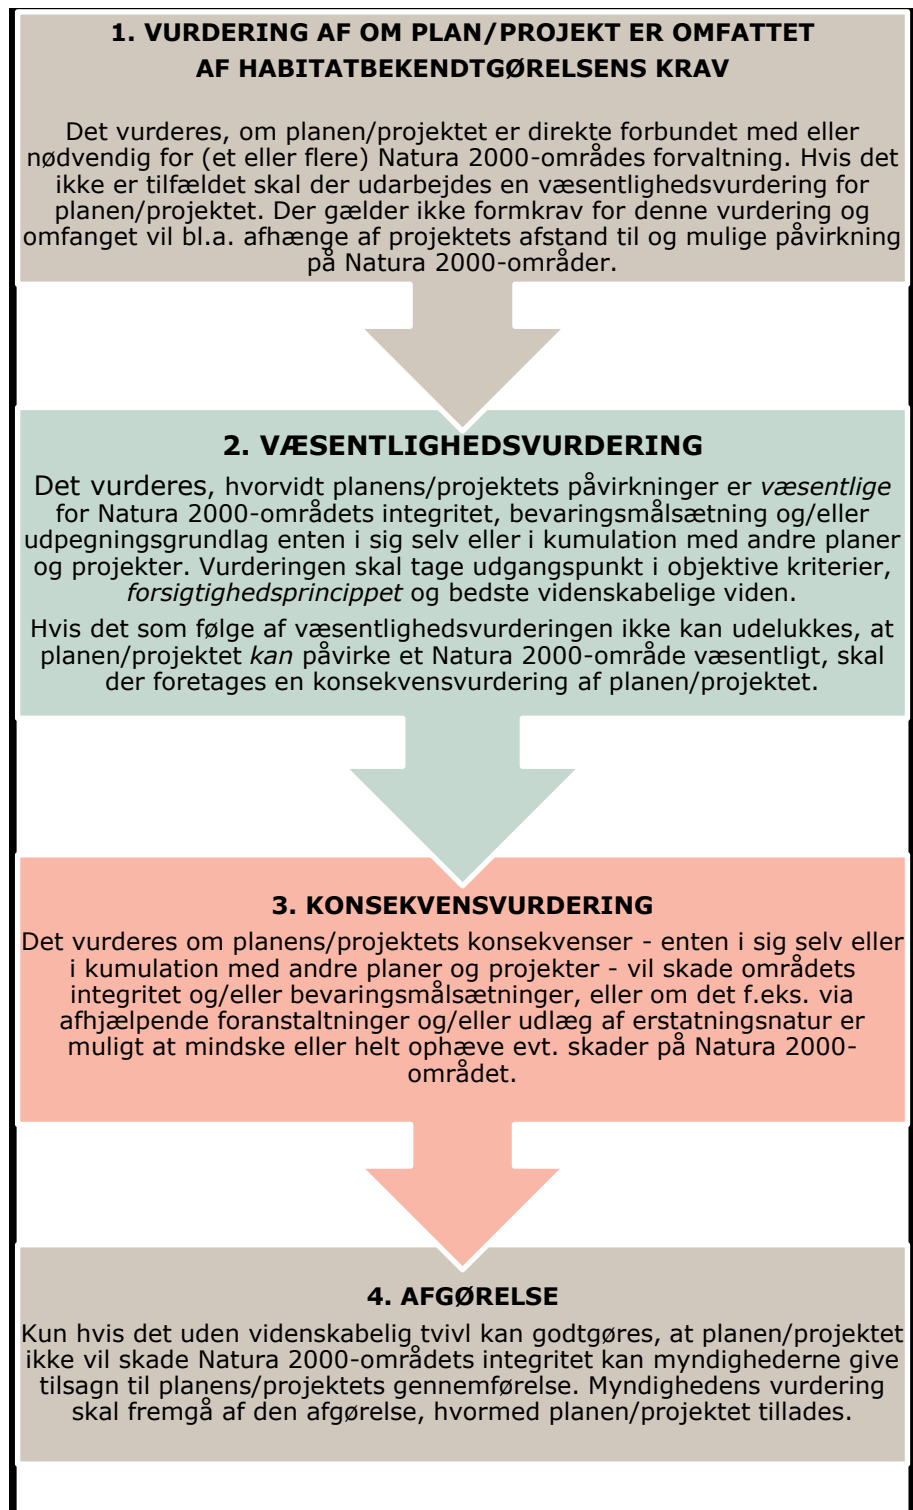 1. VURDERING AF OM PLAN/PROJEKT ER OMFATTET
AF HABITATBEKENDTGØRELSENS KRAV
Det vurderes, om planen/projektet er direkte forbundet med eller
nødvendig for (et eller flere) Natura 2000-områdes forvaltning. Hvis det
ikke er tilfældet skal der udarbejdes en væsentlighedsvurdering for
planen/projektet. Der gælder ikke formkrav for denne vurdering og
omfanget vil bl.a. afhænge af projektets afstand til og mulige påvirkning
på Natura 2000-områder.
2. VÆSENTLIGHEDSVURDERING
Det vurderes, hvorvidt planens/projektets påvirkninger er væsentlige
for Natura 2000-områdets integritet, bevaringsmålsætning og/eller
udpegningsgrundlag enten i sig selv eller i kumulation med andre planer
og projekter. Vurderingen skal tage udgangspunkt i objektive kriterier,
forsigtighedsprincippet og bedste videnskabelige viden.
Hvis det som følge af væsentlighedsvurderingen ikke kan udelukkes, at
planen/projektet kan påvirke et Natura 2000-område væsentligt, skal
der foretages en konsekvensvurdering af planen/projektet.
3. KONSEKVENSVURDERING
Det vurderes om planens/projektets konsekvenser - enten i sig selv eller
i kumulation med andre planer og projekter - vil skade områdets
integritet og/eller bevaringsmålsætninger, eller om det f.eks. via
afhjælpende foranstaltninger og/eller udlæg af erstatningsnatur er
muligt at mindske eller helt ophæve evt. skader på Natura 2000-
området.
4. AFGØRELSE
Kun hvis det uden videnskabelig tvivl kan godtgøres, at planen/projektet
ikke vil skade Natura 2000-områdets integritet kan myndighederne give
tilsagn til planens/projektets gennemførelse. Myndighedens vurdering
skal fremgå af den afgørelse, hvormed planen/projektet tillades.